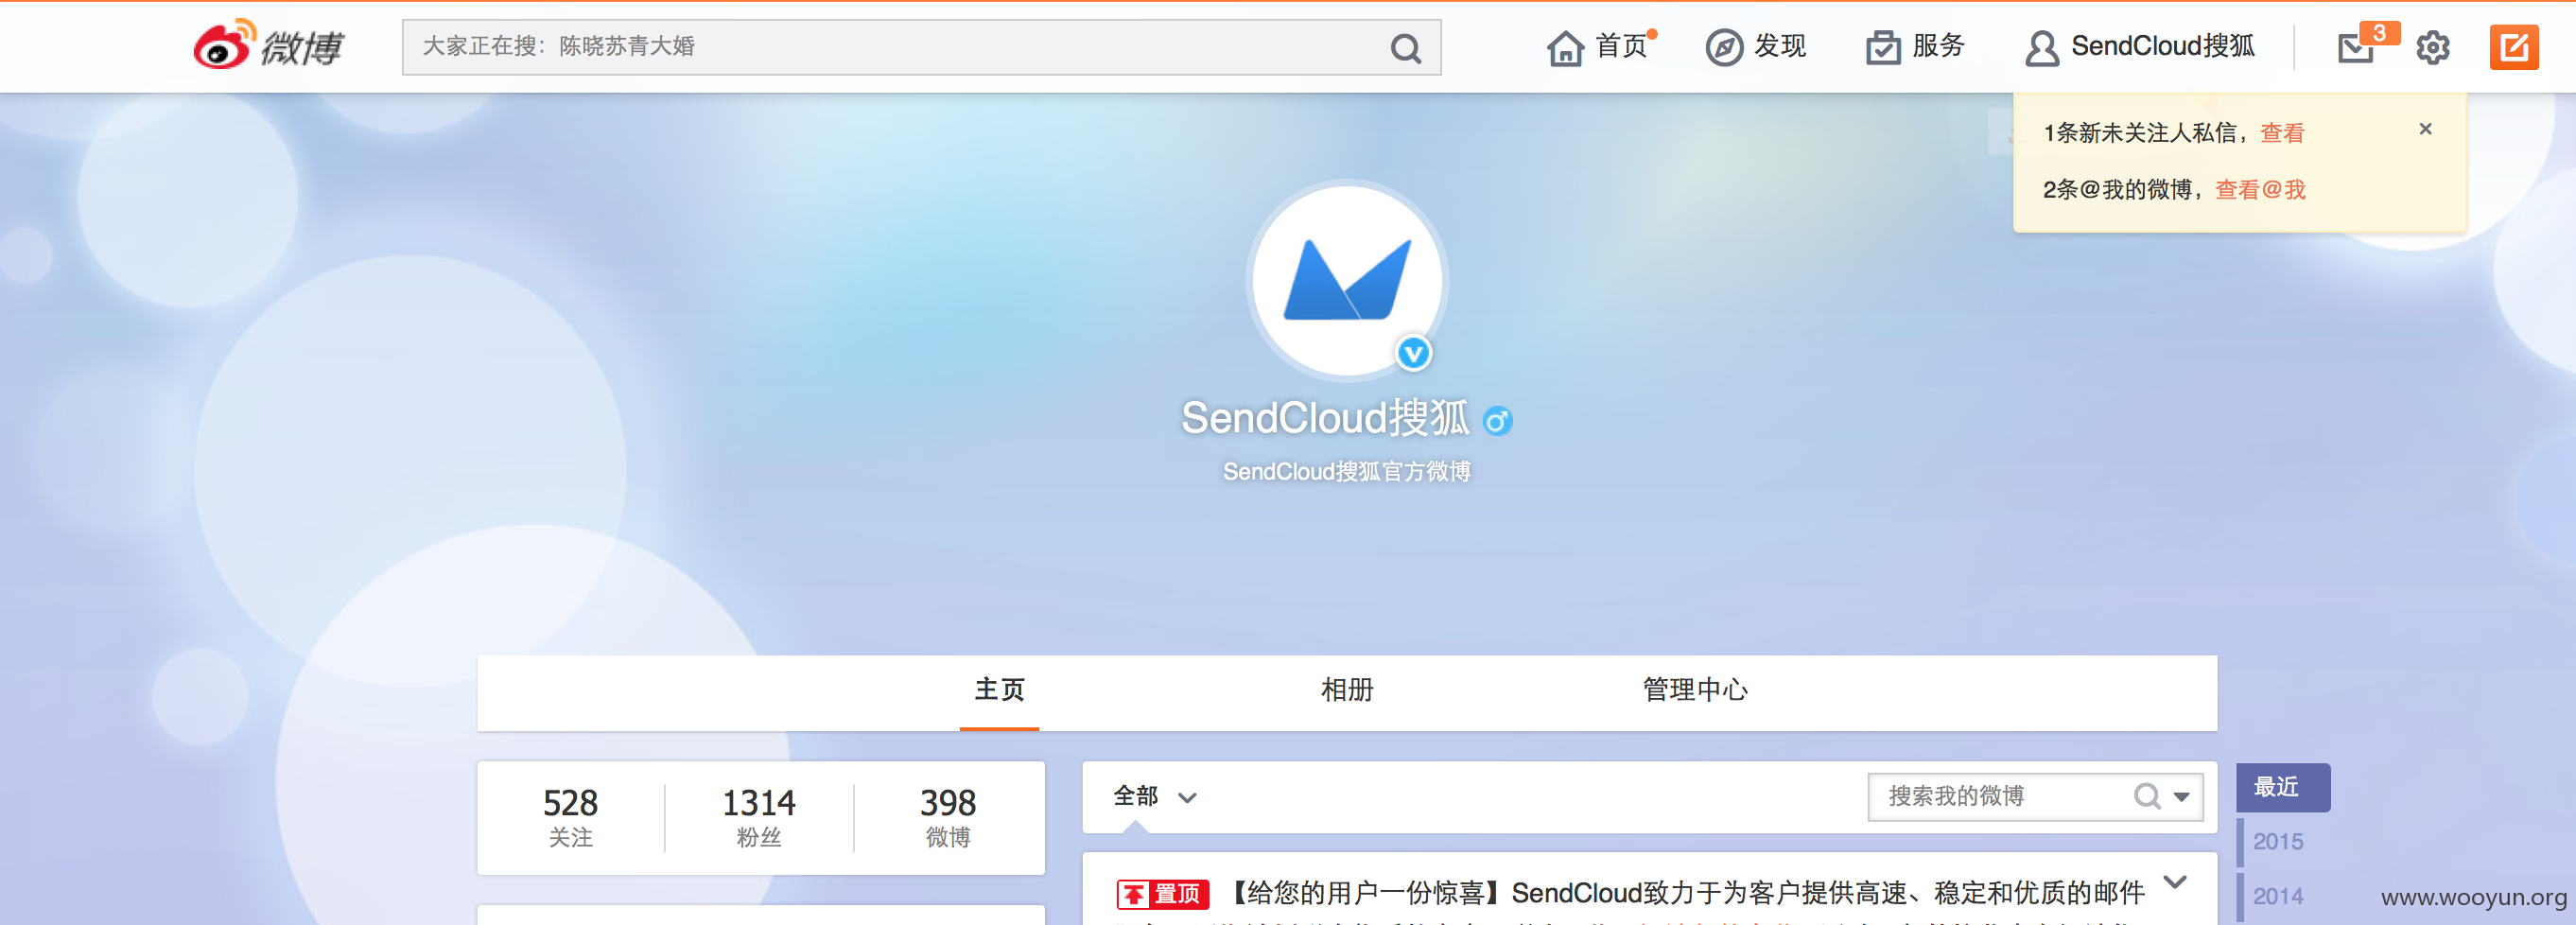 微博
大家正在搜：陈晓苏青大婚
首页
发现
服务
SendCloud搜狐
3
1条新未关注人私信，查看
×
2条@我的微博，查看@我
V
SendCloud搜狐
SendCloud搜狐官方微博
主页
相册
管理中心
528
关注
1314
粉丝
398
微博
全部
搜索我的微博
最近
2015
2014
置顶 【给您的用户一份惊喜】SendCloud致力于为客户提供高速、稳定和优质的邮件
www.wooyun.org